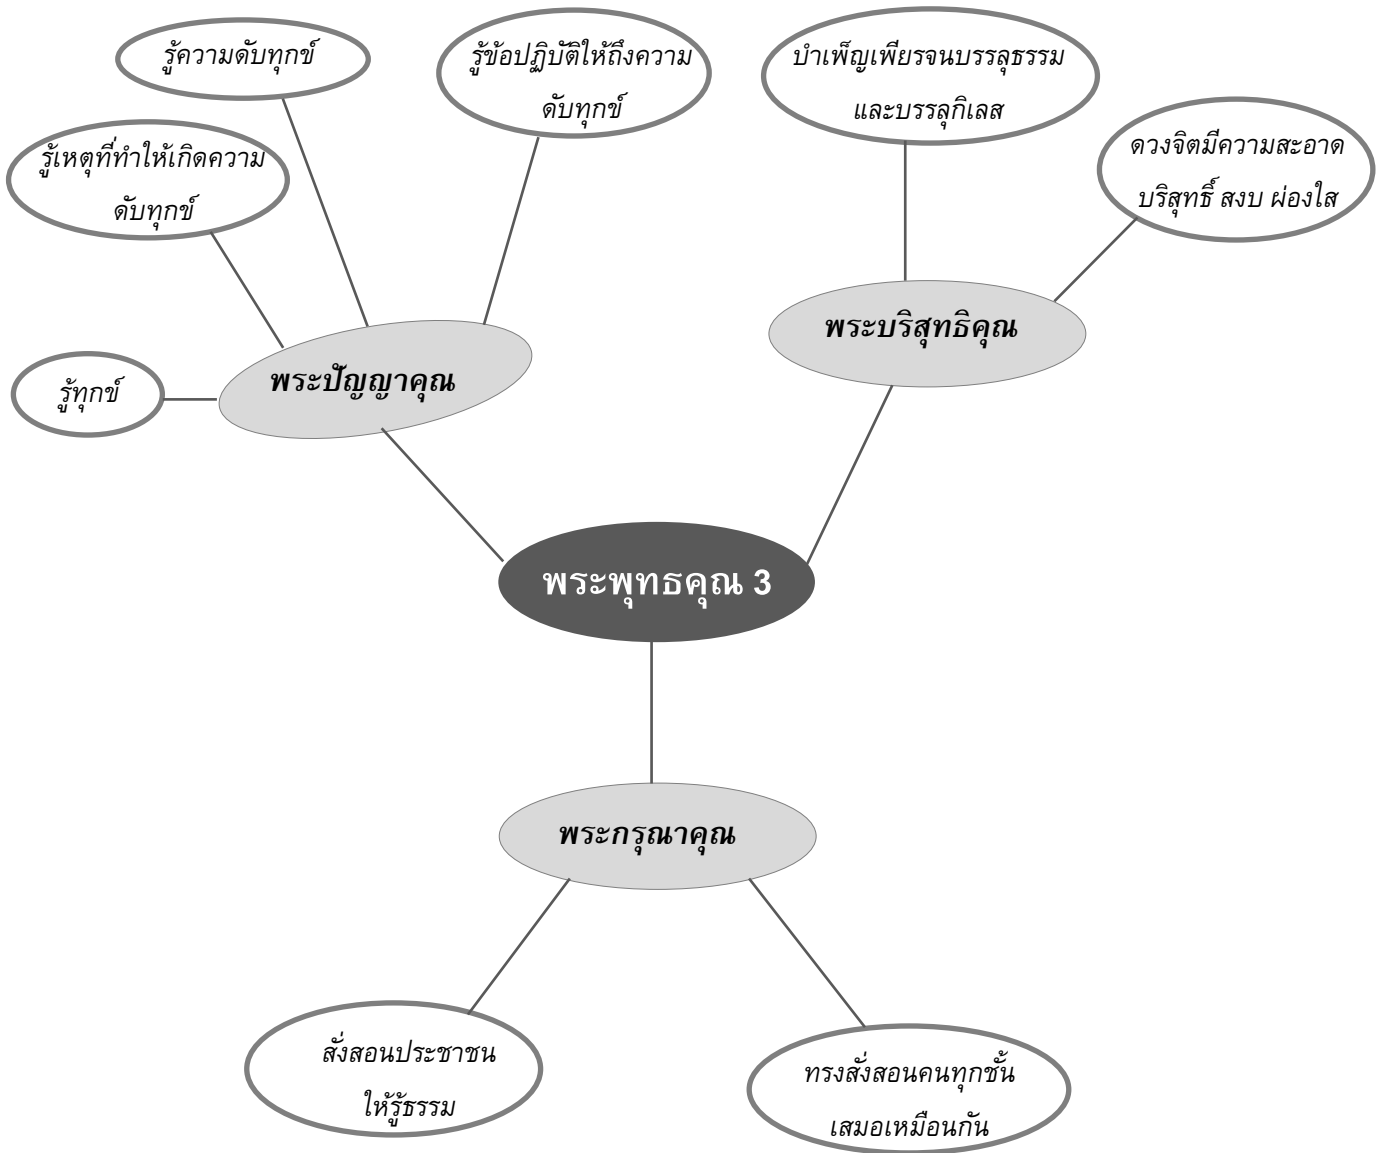 รู้ความดับทุกข์
รู้ข้อปฏิบัติให้ถึงความ
ดับทุกข์
บำเพ็ญเพียรจนบรรลุธรรม
และบรรลุกิเลส
รู้เหตุที่ทำให้เกิดความ
ดับทุกข์
ดวงจิตมีความสะอาด
บริสุทธิ์ สงบ ผ่องใส
พระบริสุทธิคุณ
พระปัญญาคุณ
รู้ทุกข์
พระพุทธคุณ 3
พระกรุณาคุณ
สั่งสอนประชาชน
ให้รู้ธรรม
ทรงสั่งสอนคนทุกชั้น
เสมอเหมือนกัน